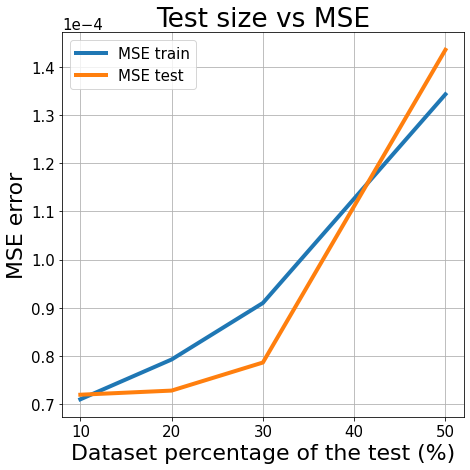 Test size vs MSE
1e−4
MSE train
MSE test
1.4
1.3
1.2
1.1
1.0
0.9
0.8
0.7
MSE error
10 20 30 40 50
Dataset percentage of the test (%)